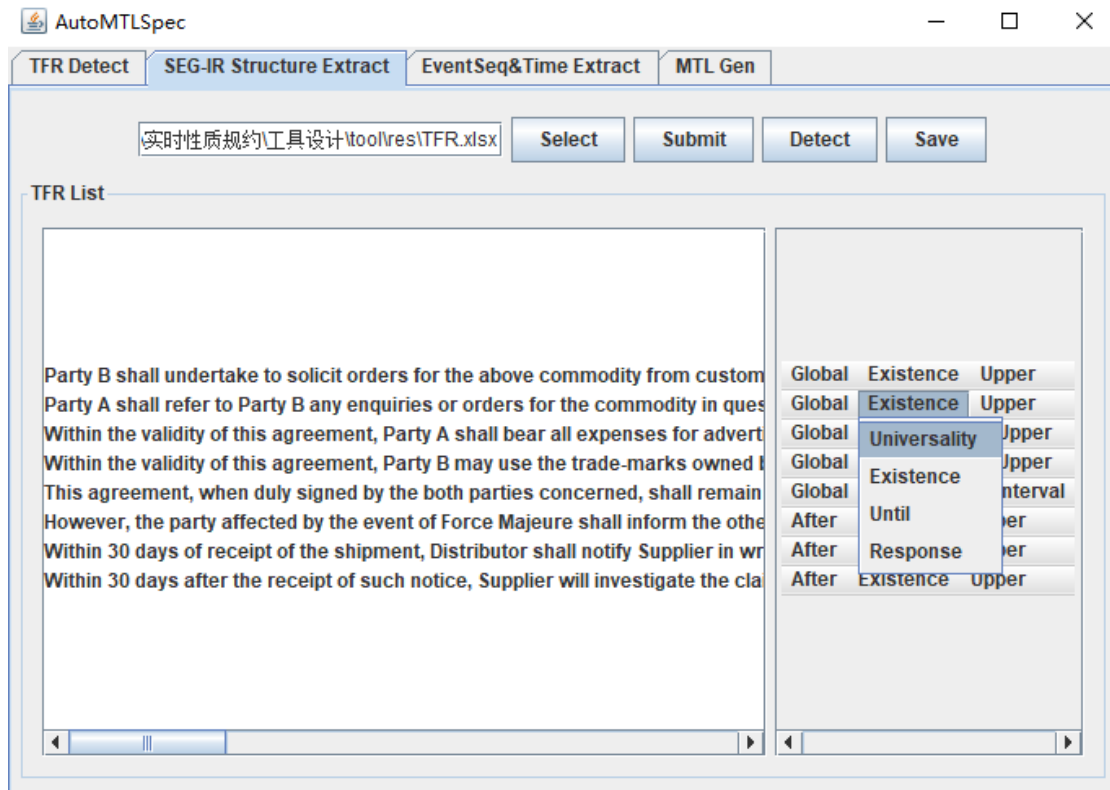 AutoMTLSpec
TFR Detect SEG-IR Structure Extract EventSeq&Time Extract MTL Gen
实时性质规约\工具设计\tool\res\TFR.xlsx Select Submit Detect Save
TFR List
Party B shall undertake to solicit orders for the above commodity from custom Global Existence Upper
Party A shall refer to Party B any enquiries or orders for the commodity in ques Global Existence Upper
Within the validity of this agreement, Party A shall bear all expenses for adverti Global Universality Upper
Within the validity of this agreement, Party B may use the trade-marks owned Global Existence Upper
This agreement, when duly signed by the both parties concerned, shall remain Global Until nterval
However, the party affected by the event of Force Majeure shall inform the othe After Response per
Within 30 days of receipt of the shipment, Distributor shall notify Supplier in wr After per
Within 30 days after the receipt of such notice, Supplier will investigate the cla After Existence Upper